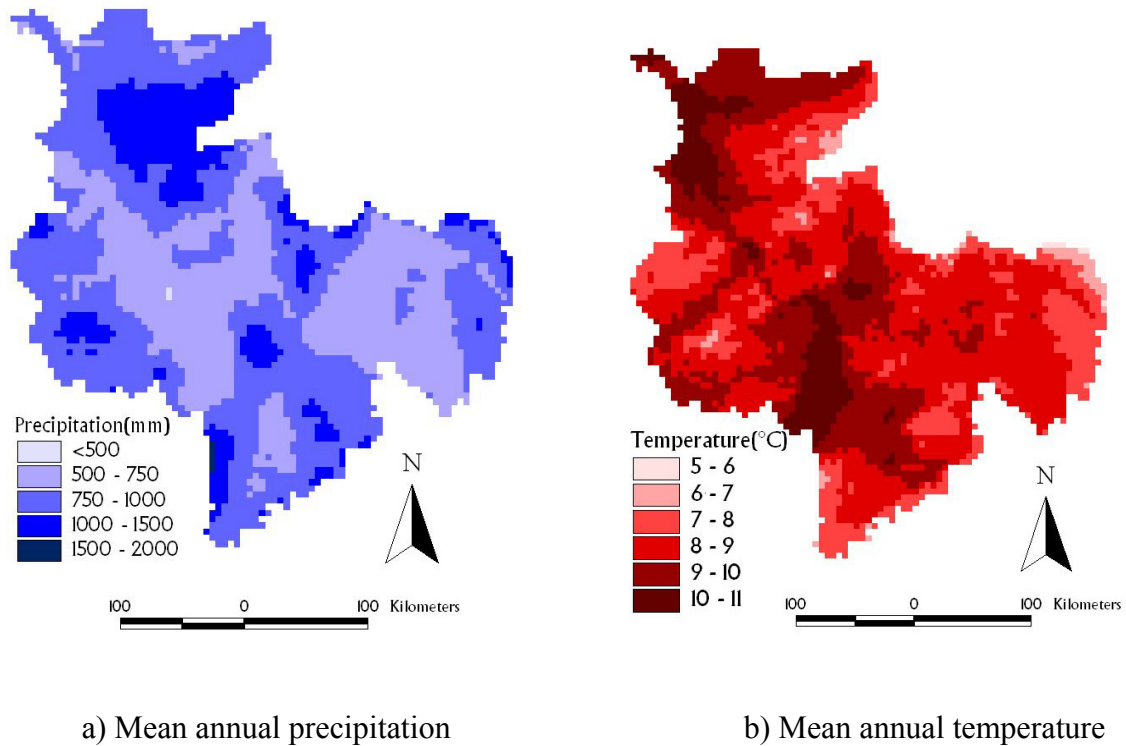 Precipitation(mm)
<500
500 - 750
750 - 1000
1000 - 1500
1500 - 2000
N
100 0 100 Kilometers
Temperature(°C)
5 - 6
6 - 7
7 - 8
8 - 9
9 - 10
10 - 11
N
100 0 100 Kilometers
a) Mean annual precipitation
b) Mean annual temperature